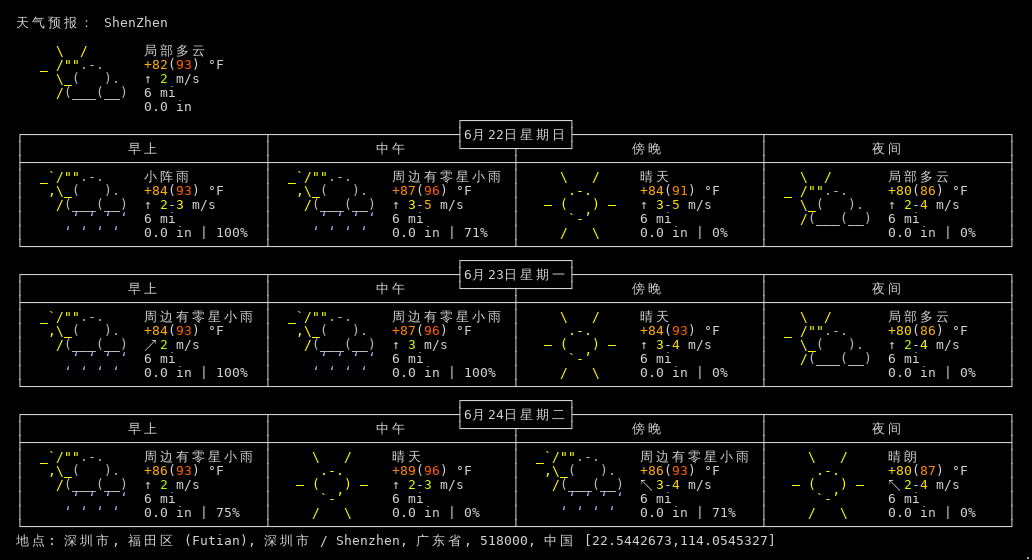 天气预报： ShenZhen
局部多云
+82(93) °F
↑ 2 m/s
6 mi
0.0 in
6月22日星期日
早上 中午 傍晚 夜间
小阵雨 周边有零星小雨 晴天 局部多云
+84(93) °F +87(96) °F +84(91) °F +80(86) °F
↑ 2-3 m/s ↑ 3-5 m/s ↑ 3-5 m/s ↑ 2-4 m/s
6 mi 6 mi 6 mi 6 mi
0.0 in | 100% 0.0 in | 71% 0.0 in | 0% 0.0 in | 0%
6月23日星期一
早上 中午 傍晚 夜间
周边有零星小雨 周边有零星小雨 晴天 局部多云
+84(93) °F +87(96) °F +84(93) °F +80(86) °F
↗ 2 m/s ↑ 3 m/s ↑ 3-4 m/s ↑ 2-4 m/s
6 mi 6 mi 6 mi 6 mi
0.0 in | 100% 0.0 in | 100% 0.0 in | 0% 0.0 in | 0%
6月24日星期二
早上 中午 傍晚 夜间
周边有零星小雨 晴天 周边有零星小雨 晴朗
+86(93) °F +89(96) °F +86(93) °F +80(87) °F
↑ 2 m/s ↑ 2-3 m/s ↖ 3-4 m/s ↖ 2-4 m/s
6 mi 6 mi 6 mi 6 mi
0.0 in | 75% 0.0 in | 0% 0.0 in | 71% 0.0 in | 0%
地点: 深圳市, 福田区 (Futian), 深圳市 / Shenzhen, 广东省, 518000, 中国 [22.5442673,114.0545327]